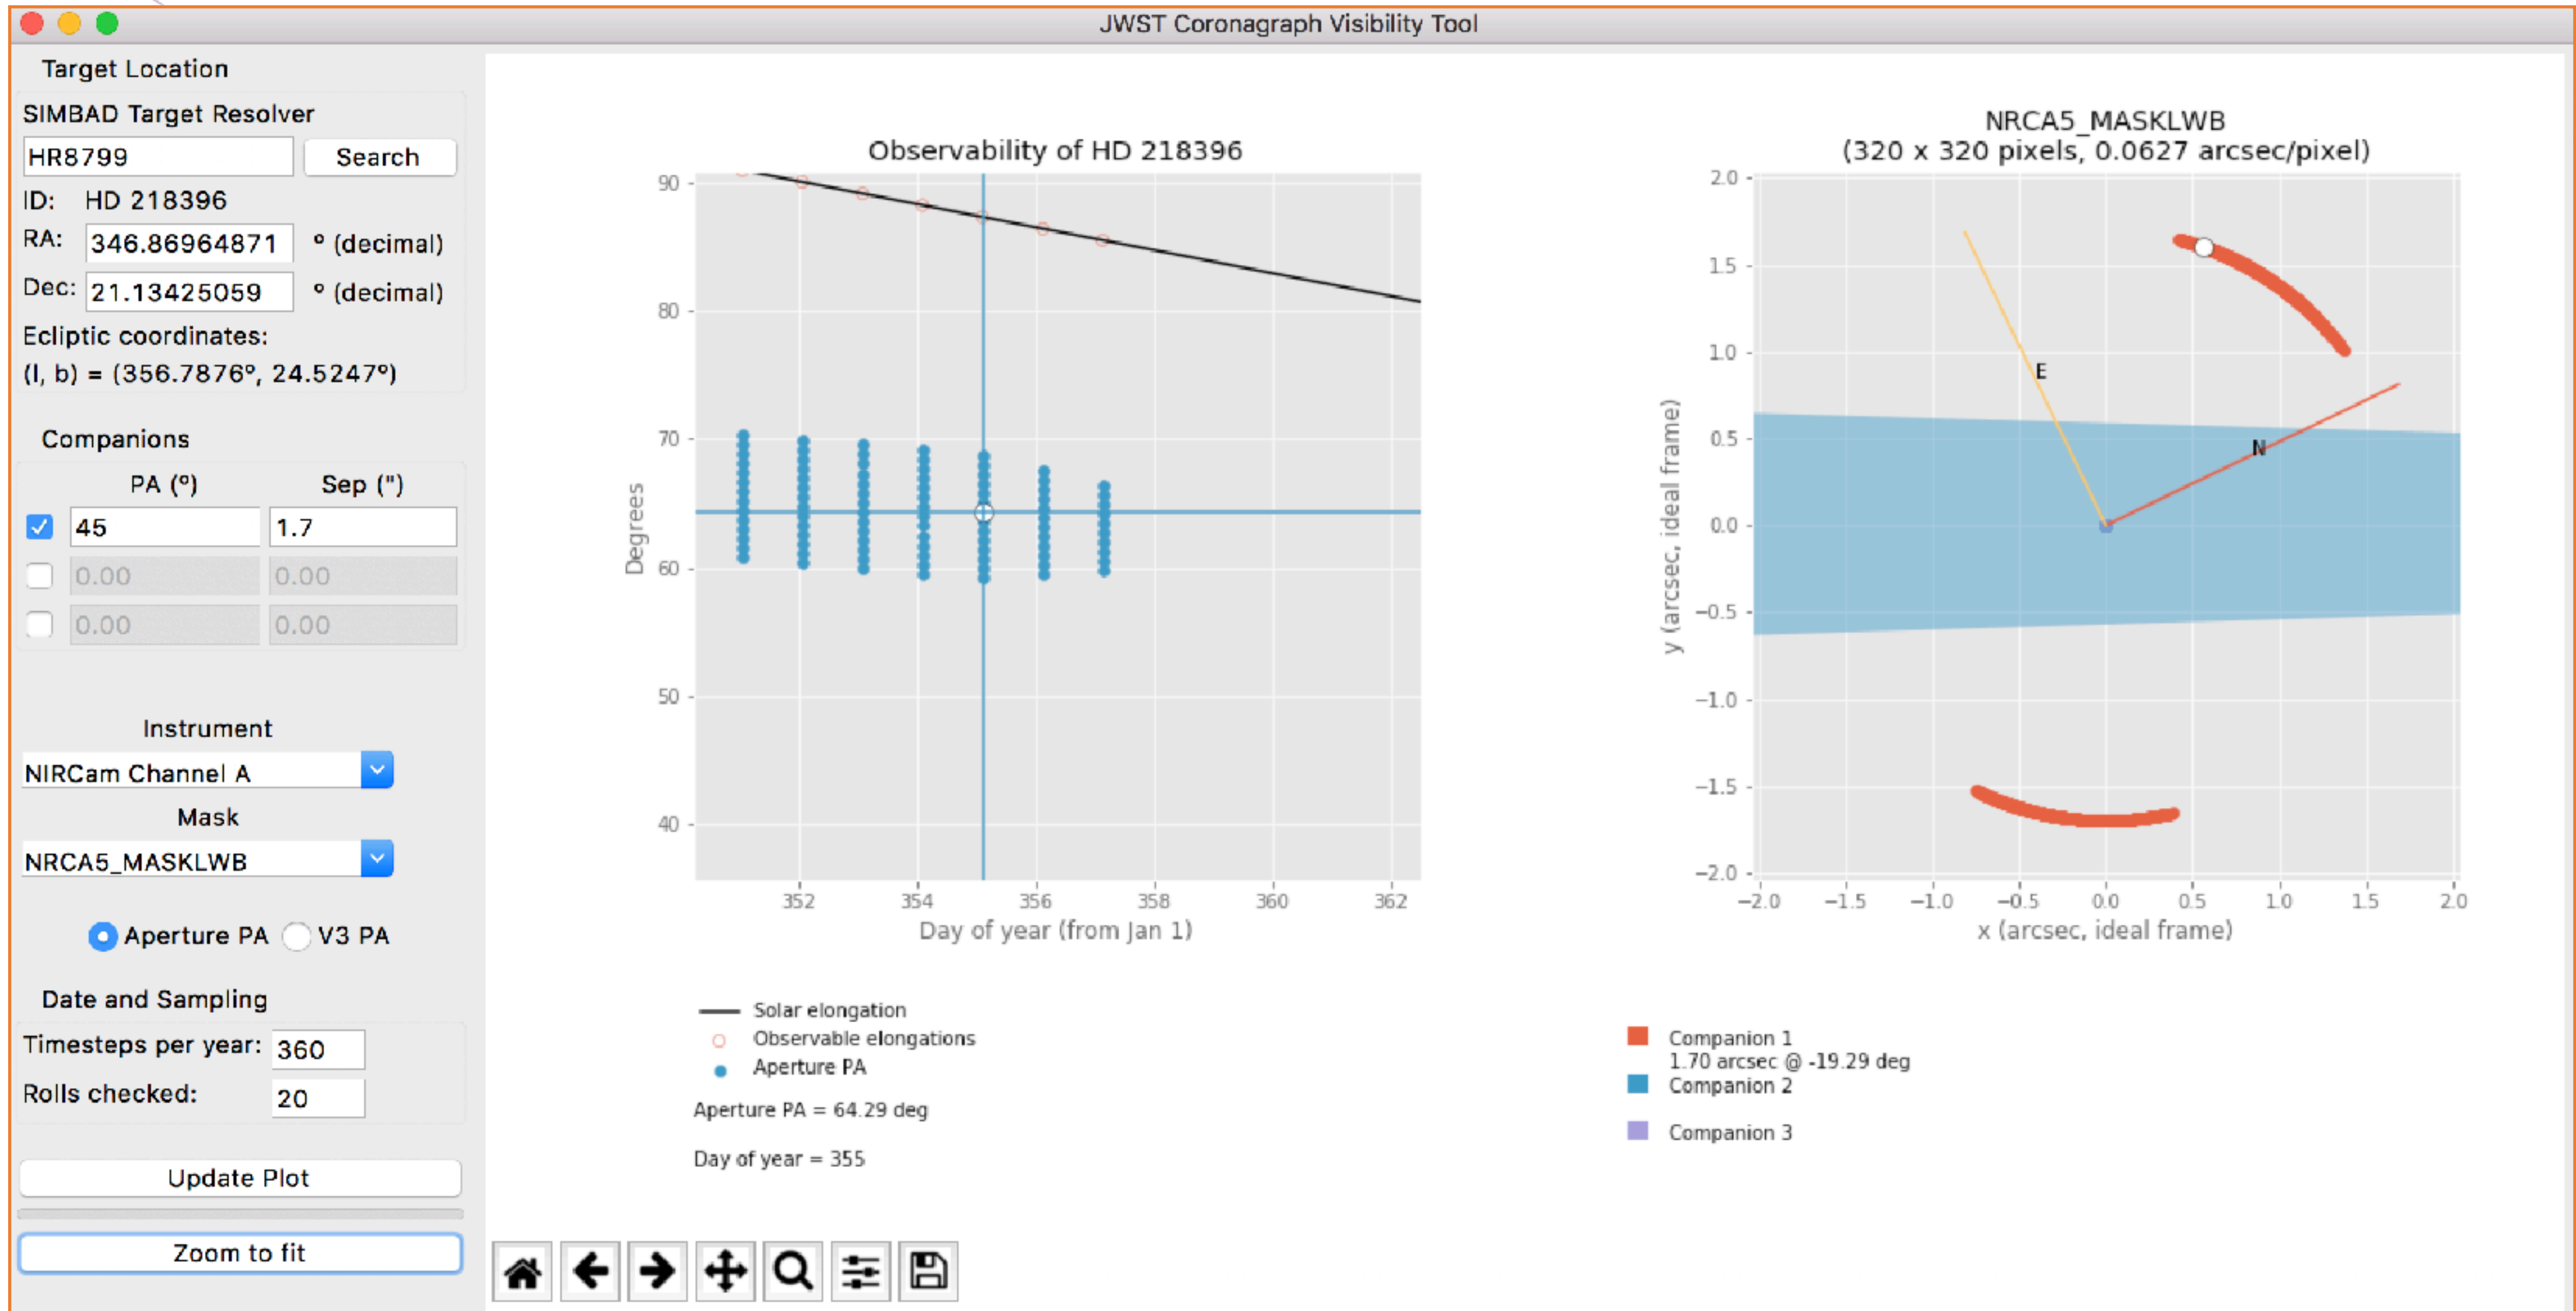 JWST Coronagraph Visibility Tool
Target Location
SIMBAD Target Resolver
HR8799 Search
ID: HD 218396
RA: 346.86964871 º (decimal)
Dec: 21.13425059 º (decimal)
Ecliptic coordinates:
(l, b) = (356.7876º, 24.5247º)
Companions
PA (º) Sep (")
45 1.7
0.00 0.00
0.00 0.00
Instrument
NIRCam Channel A
Mask
NRCA5_MASKLWB
Aperture PA V3 PA
Date and Sampling
Timesteps per year: 360
Rolls checked: 20
Update Plot
Zoom to fit
Observability of HD 218396
90
80
70
60
50
40
Degrees
352 354 356 358 360 362
Day of year (from Jan 1)
Solar elongation
Observable elongations
Aperture PA
Aperture PA = 64.29 deg
Day of year = 355
NRCA5_MASKLWB
(320 x 320 pixels, 0.0627 arcsec/pixel)
2.0
1.5
1.0
0.5
0.0
−0.5
−1.0
−1.5
−2.0
y (arcsec, ideal frame)
E
N
−2.0 −1.5 −1.0 −0.5 0.0 0.5 1.0 1.5 2.0
x (arcsec, ideal frame)
Companion 1
1.70 arcsec @ -19.29 deg
Companion 2
Companion 3